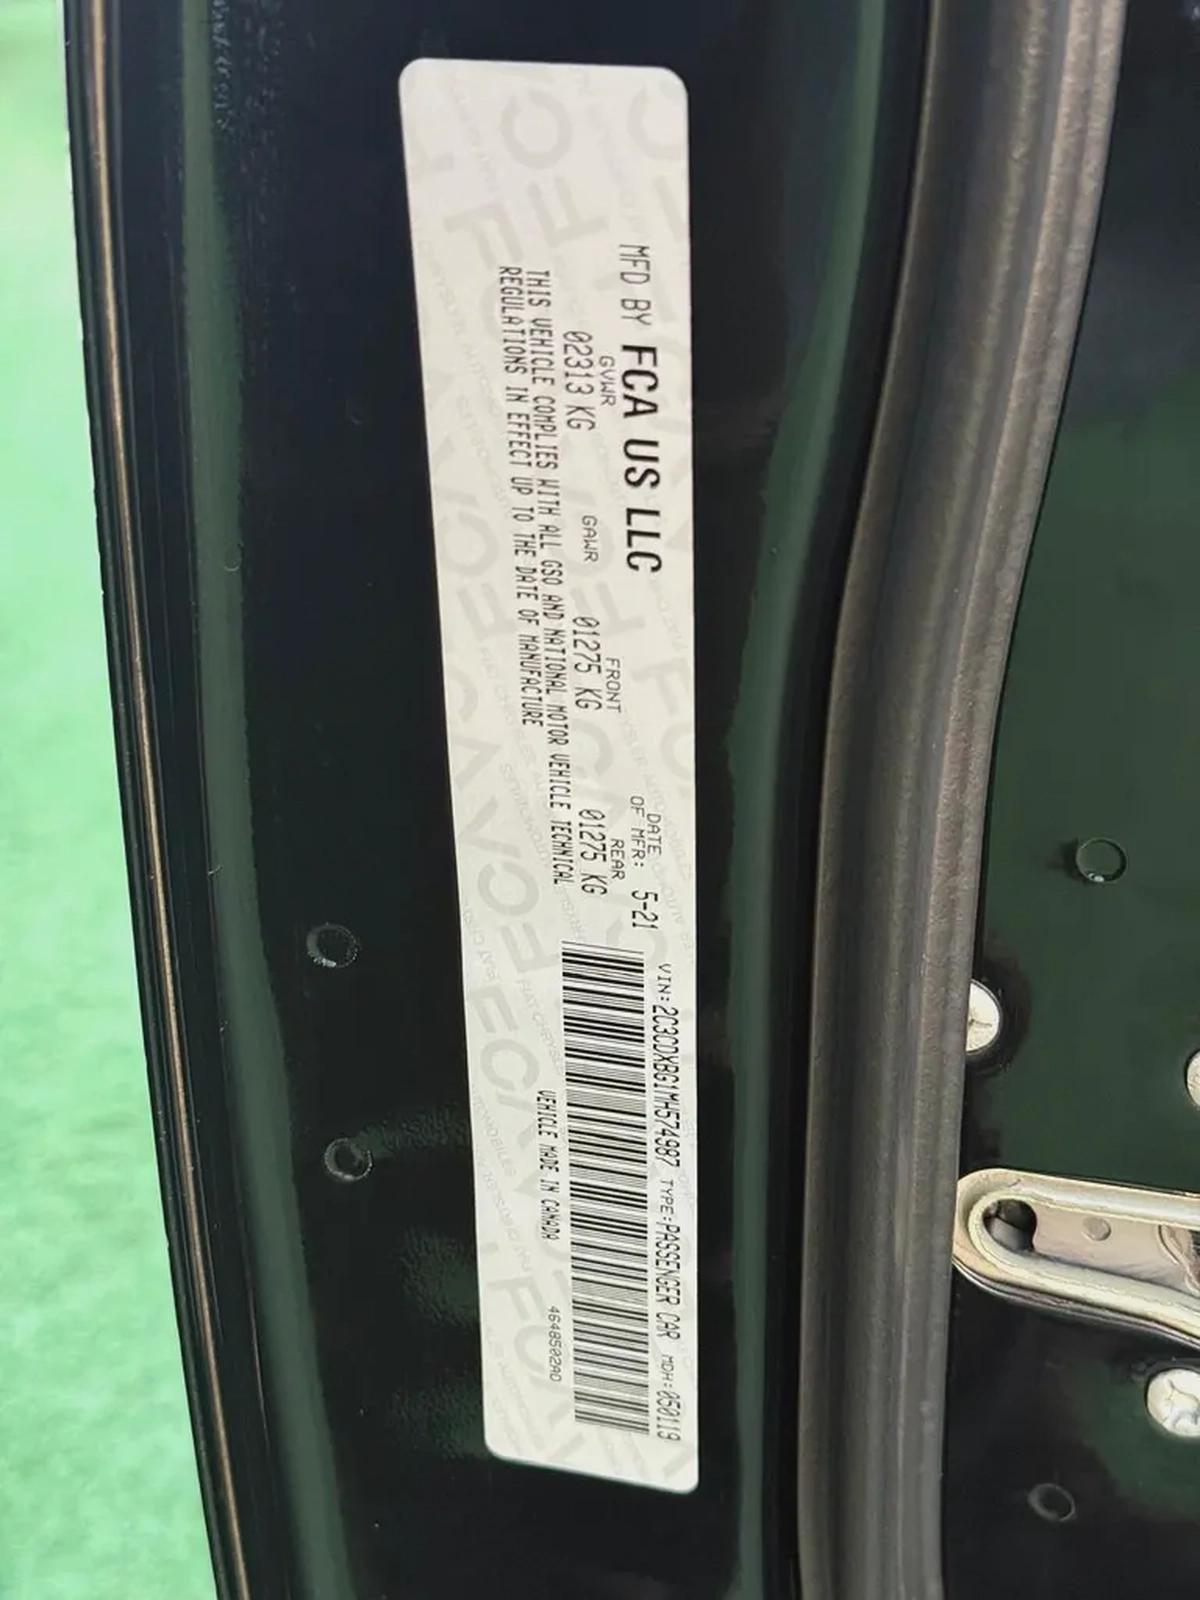 MFD BY FCA US LLC
DATE
OF MFR: 5-21
VIN:2C3CDXBG1MH574987 TYPE:PASSENGER CAR MDH:050119
GVWR
02313 KG
GAWR
FRONT
01275 KG
REAR
01275 KG
THIS VEHICLE COMPLIES WITH ALL GSO AND NATIONAL MOTOR VEHICLE TECHNICAL
REGULATIONS IN EFFECT UP TO THE DATE OF MANUFACTURE
VEHICLE MADE IN CANADA
4648502AD